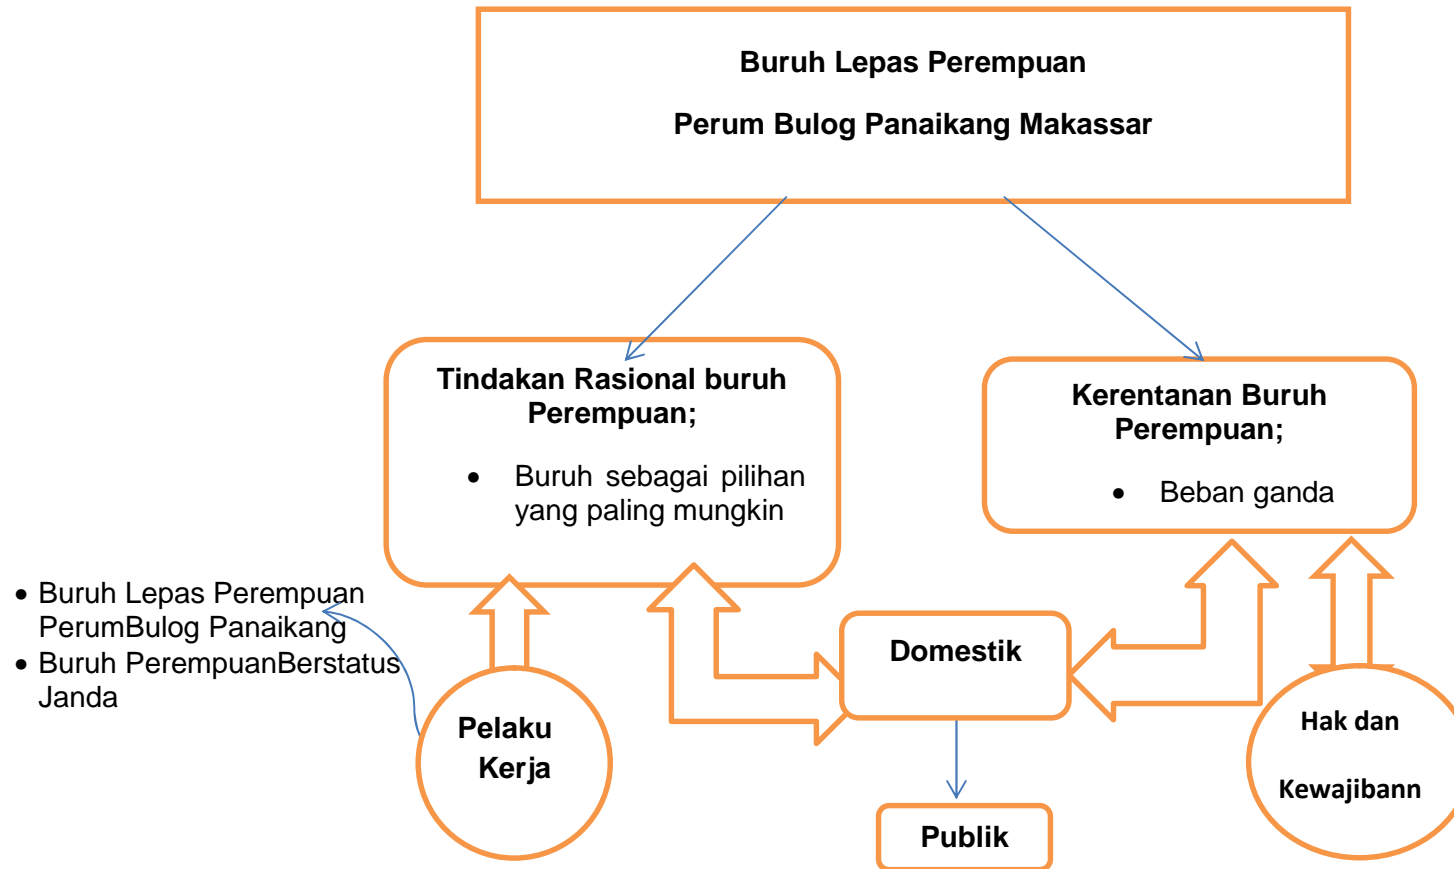 Buruh Lepas Perempuan
Perum Bulog Panaikang Makassar
Tindakan Rasional buruh
Perempuan;
• Buruh sebagai pilihan
yang paling mungkin
Kerentanan Buruh
Perempuan;
• Beban ganda
• Buruh Lepas Perempuan
PerumBulog Panaikang
• Buruh PerempuanBerstatus
Janda
Pelaku
Kerja
Domestik
Publik
Hak dan
Kewajibann